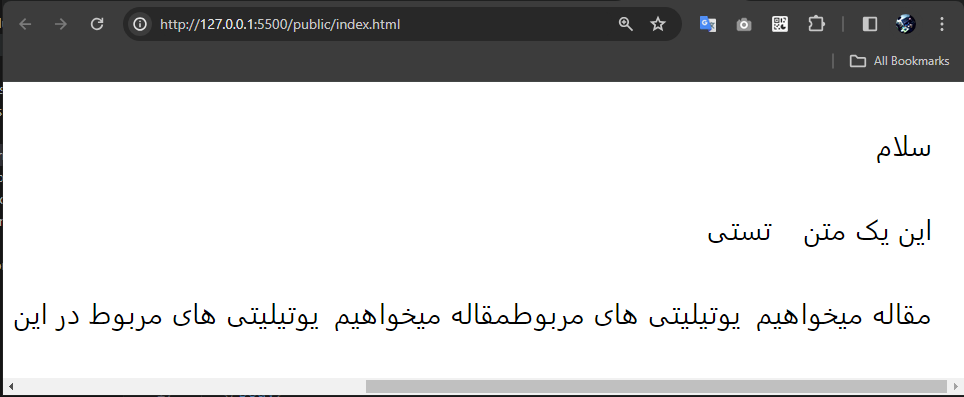 http://127.0.0.1:5500/public/index.html
All Bookmarks
سلام
این یک متن    تستی
مقاله میخواهیم  یوتیلیتی های مربوطمقاله میخواهیم  یوتیلیتی های مربوط در این